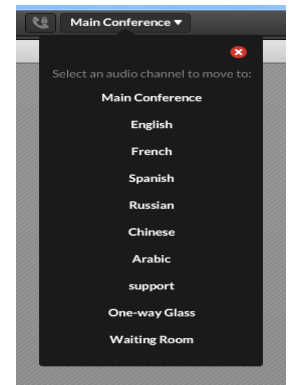 Main Conference
Select an audio channel to move to:
Main Conference
English
French
Spanish
Russian
Chinese
Arabic
support
One-way Glass
Waiting Room